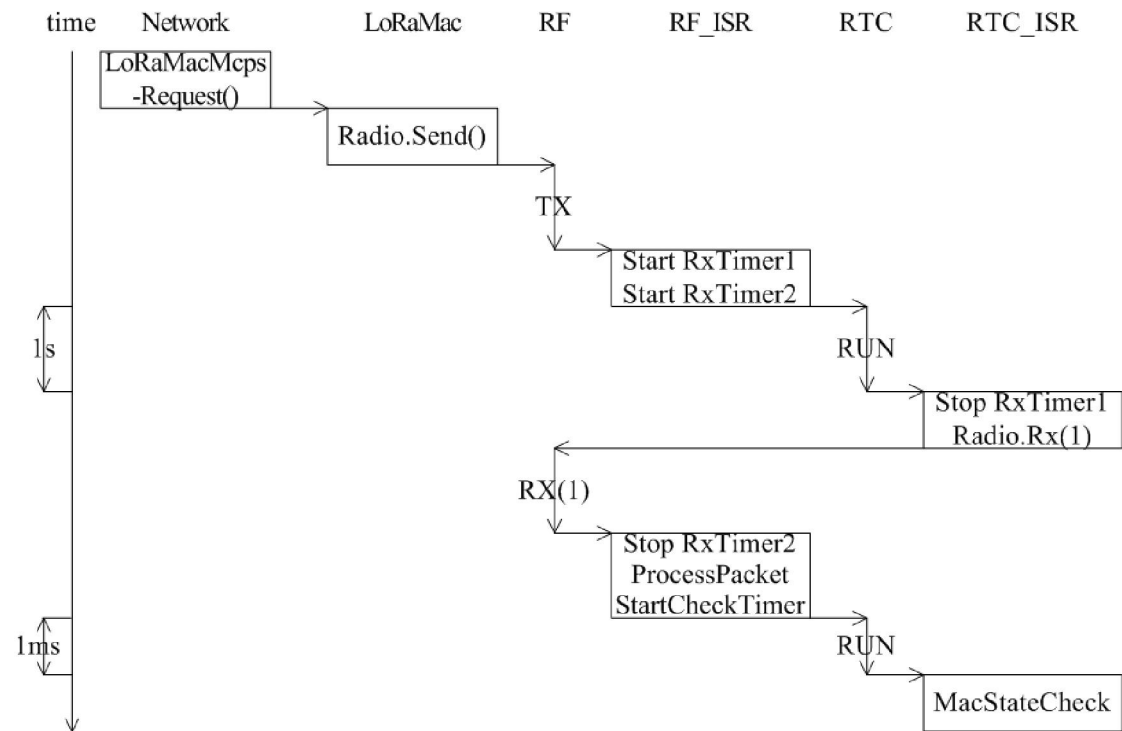 time Network LoRaMac RF RF_ISR RTC RTC_ISR
LoRaMacMcps
-Request()
Radio.Send()
TX
Start RxTimer1
Start RxTimer2
1s
RUN
Stop RxTimer1
Radio.Rx(1)
RX(1)
Stop RxTimer2
ProcessPacket
StartCheckTimer
1ms
RUN
MacStateCheck